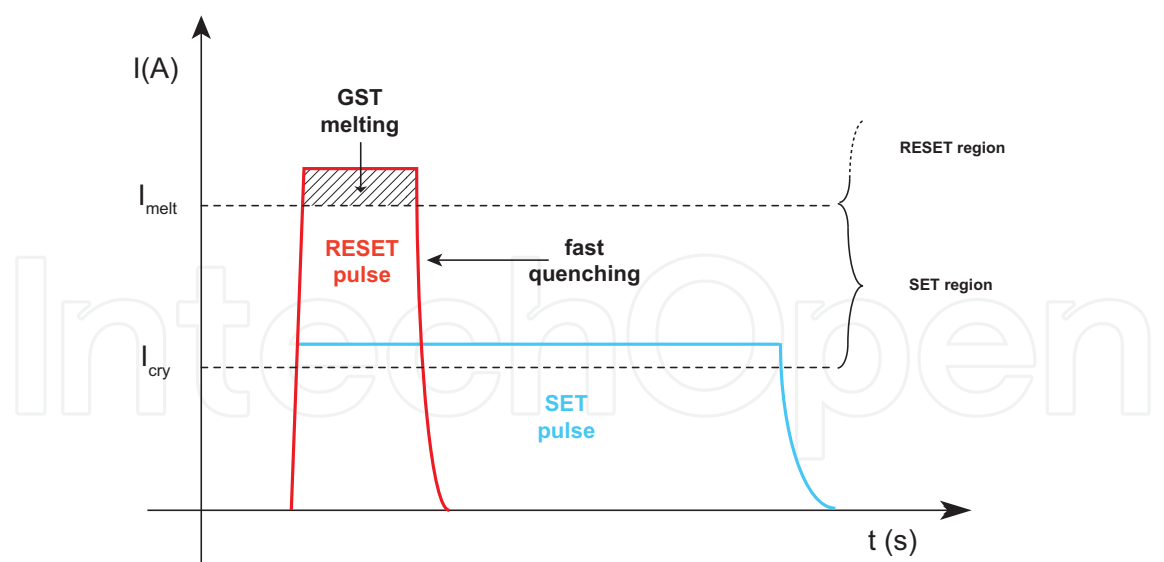 I(A)
GST
melting
RESET region
I_melt
RESET
pulse
fast
quenching
SET region
IntechOpen
I_cry
SET
pulse
t (s)